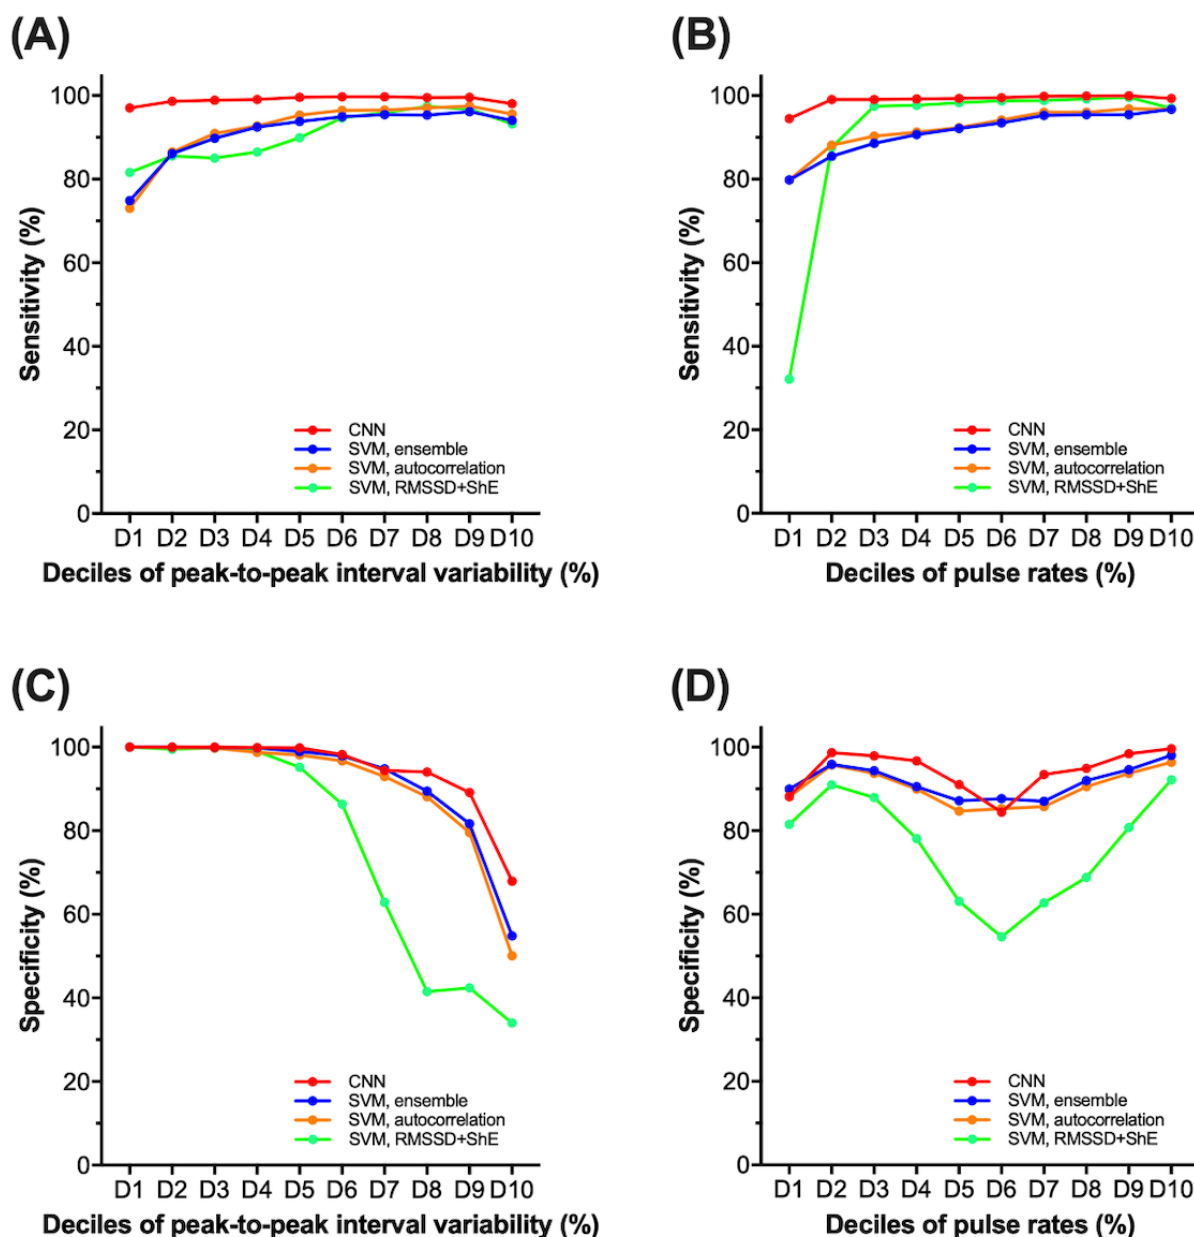 (A)
Sensitivity (%)
100
80
60
40
20
0
CNN
SVM, ensemble
SVM, autocorrelation
SVM, RMSSD+ShE
D1 D2 D3 D4 D5 D6 D7 D8 D9 D10
Deciles of peak-to-peak interval variability (%)
(B)
Sensitivity (%)
100
80
60
40
20
0
CNN
SVM, ensemble
SVM, autocorrelation
SVM, RMSSD+ShE
D1 D2 D3 D4 D5 D6 D7 D8 D9 D10
Deciles of pulse rates (%)
(C)
Specificity (%)
100
80
60
40
20
0
CNN
SVM, ensemble
SVM, autocorrelation
SVM, RMSSD+ShE
D1 D2 D3 D4 D5 D6 D7 D8 D9 D10
Deciles of peak-to-peak interval variability (%)
(D)
Specificity (%)
100
80
60
40
20
0
CNN
SVM, ensemble
SVM, autocorrelation
SVM, RMSSD+ShE
D1 D2 D3 D4 D5 D6 D7 D8 D9 D10
Deciles of pulse rates (%)